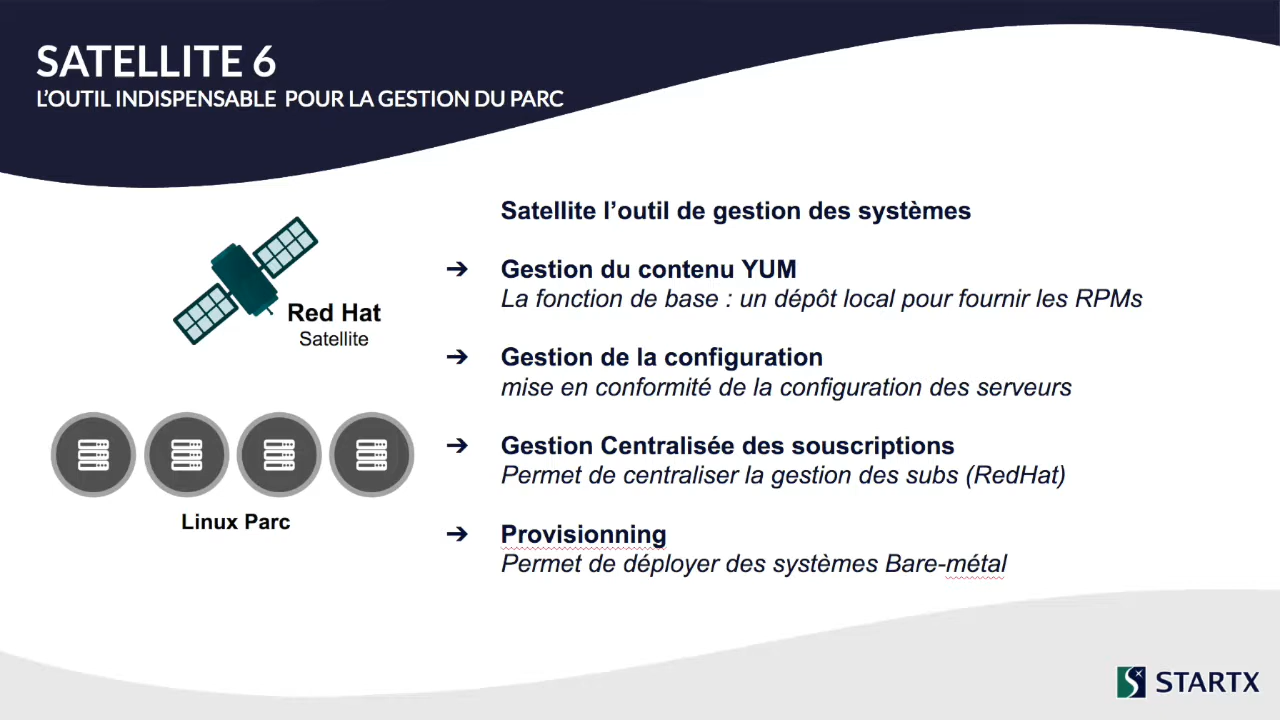 SATELLITE 6
L'OUTIL INDISPENSABLE POUR LA GESTION DU PARC
Satellite l'outil de gestion des systèmes
➔ Gestion du contenu YUM
La fonction de base : un dépôt local pour fournir les RPMs
Red Hat
Satellite
➔ Gestion de la configuration
mise en conformité de la configuration des serveurs
➔ Gestion Centralisée des souscriptions
Permet de centraliser la gestion des subs (RedHat)
Linux Parc
➔ Provisionning
Permet de déployer des systèmes Bare-métal
STARTX